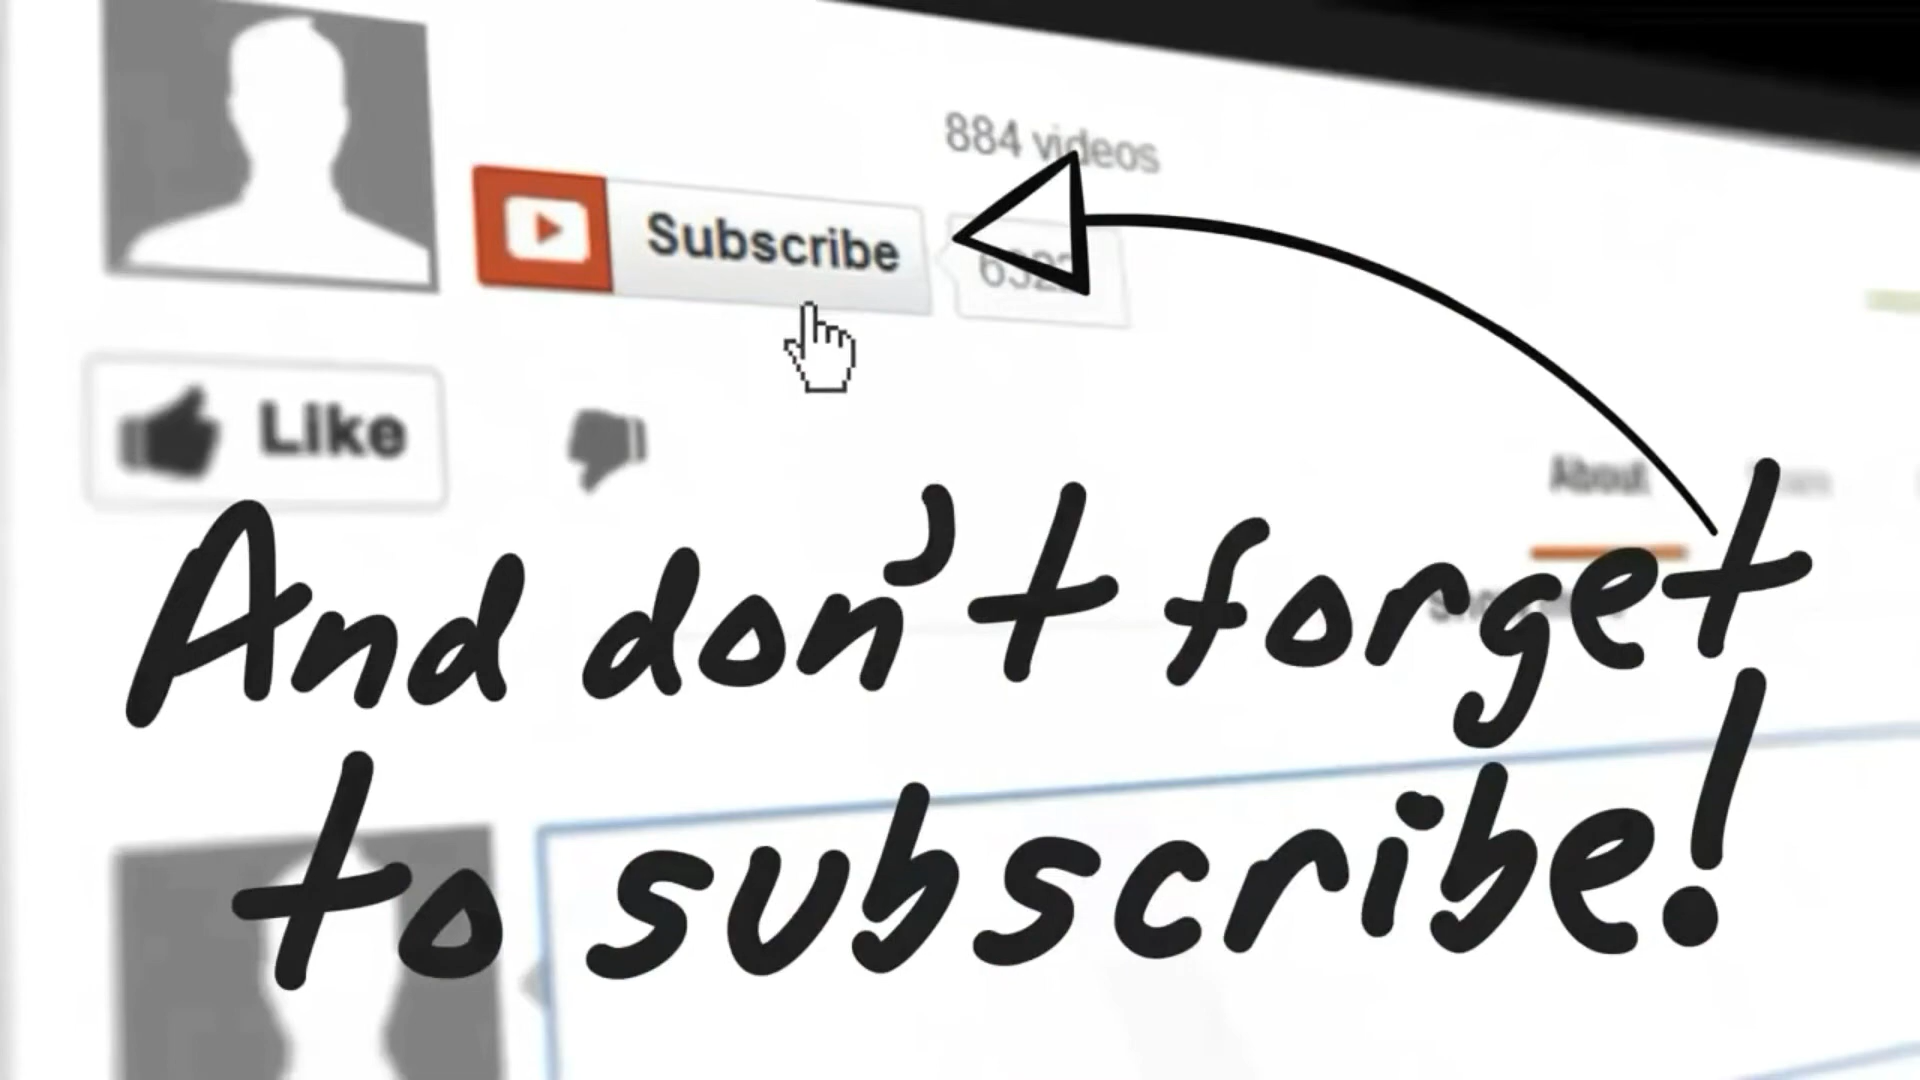 884 videos
Subscribe
Like
About
And don't forget
to subscribe!